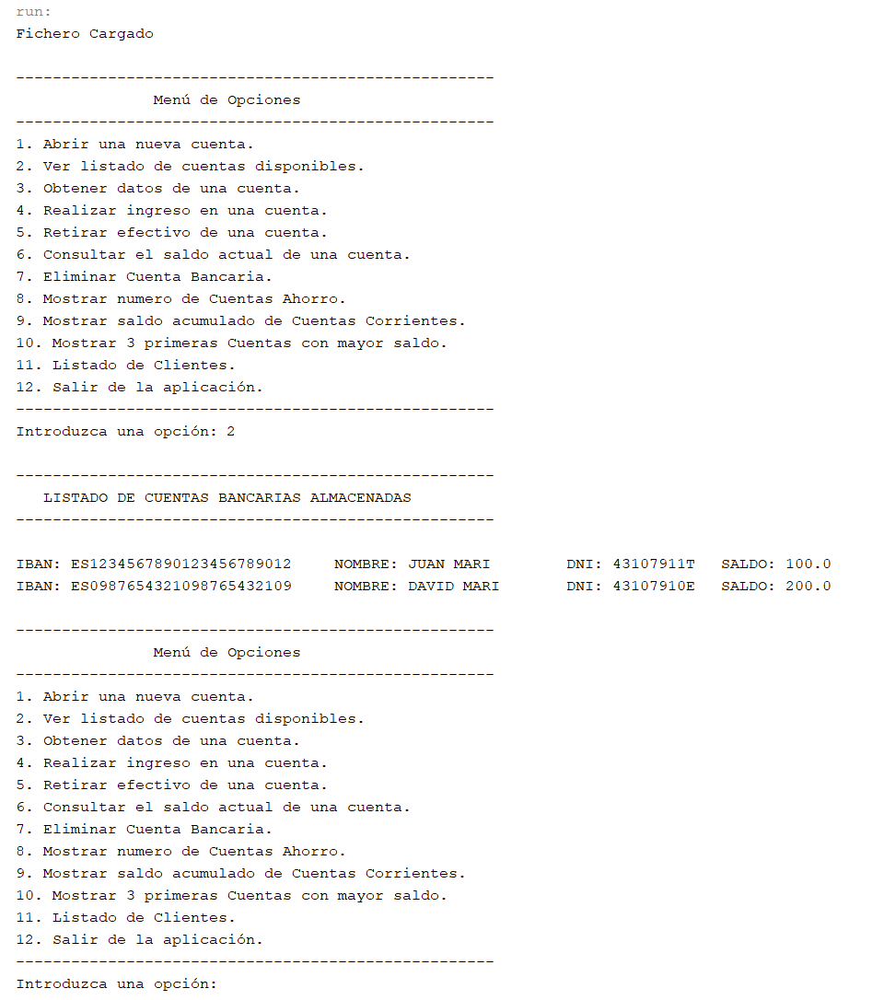 run:
Fichero Cargado
----------------------------------------------------
Menú de Opciones
----------------------------------------------------
1. Abrir una nueva cuenta.
2. Ver listado de cuentas disponibles.
3. Obtener datos de una cuenta.
4. Realizar ingreso en una cuenta.
5. Retirar efectivo de una cuenta.
6. Consultar el saldo actual de una cuenta.
7. Eliminar Cuenta Bancaria.
8. Mostrar numero de Cuentas Ahorro.
9. Mostrar saldo acumulado de Cuentas Corrientes.
10. Mostrar 3 primeras Cuentas con mayor saldo.
11. Listado de Clientes.
12. Salir de la aplicación.
----------------------------------------------------
Introduzca una opción: 2
----------------------------------------------------
LISTADO DE CUENTAS BANCARIAS ALMACENADAS
----------------------------------------------------
IBAN: ES1234567890123456789012 NOMBRE: JUAN MARI DNI: 43107911T SALDO: 100.0
IBAN: ES0987654321098765432109 NOMBRE: DAVID MARI DNI: 43107910E SALDO: 200.0
----------------------------------------------------
Menú de Opciones
----------------------------------------------------
1. Abrir una nueva cuenta.
2. Ver listado de cuentas disponibles.
3. Obtener datos de una cuenta.
4. Realizar ingreso en una cuenta.
5. Retirar efectivo de una cuenta.
6. Consultar el saldo actual de una cuenta.
7. Eliminar Cuenta Bancaria.
8. Mostrar numero de Cuentas Ahorro.
9. Mostrar saldo acumulado de Cuentas Corrientes.
10. Mostrar 3 primeras Cuentas con mayor saldo.
11. Listado de Clientes.
12. Salir de la aplicación.
----------------------------------------------------
Introduzca una opción: